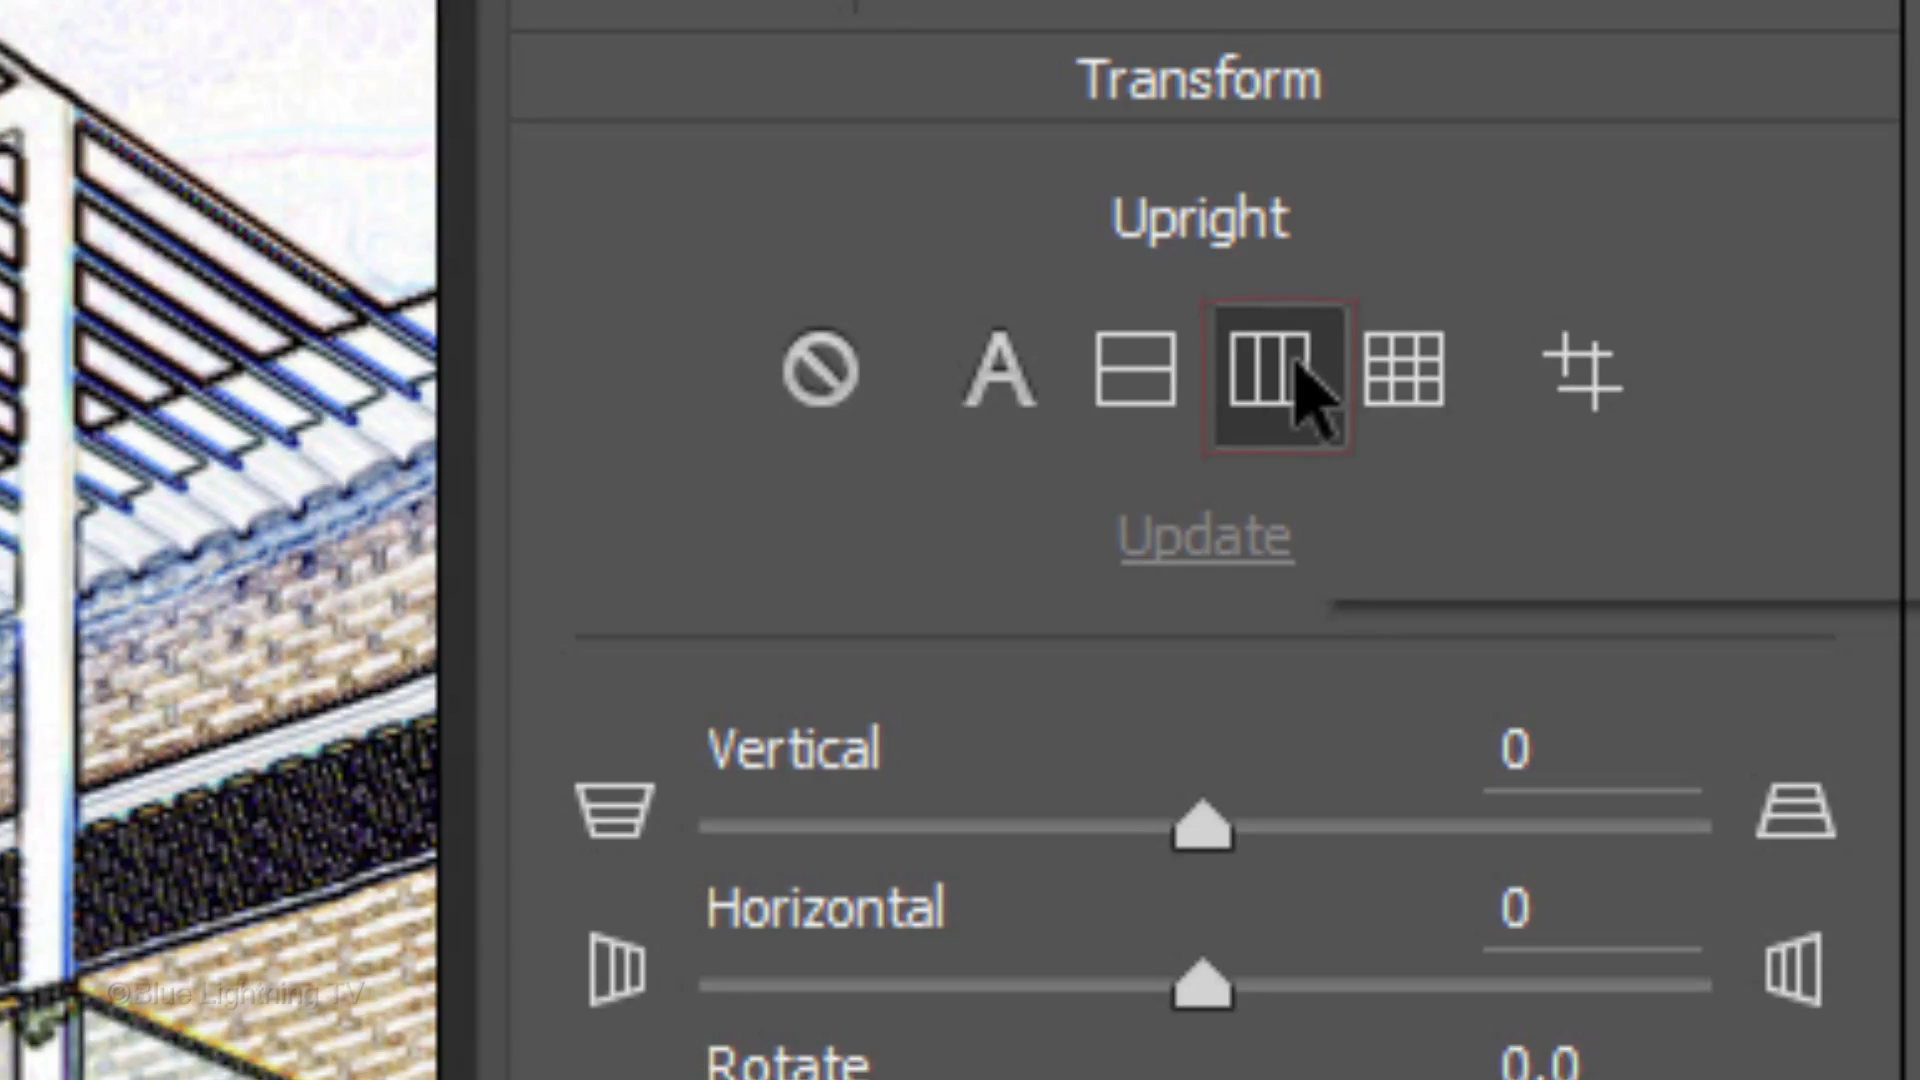 Transform
Upright
A
Update
Vertical 0
Horizontal 0
Rotate 0.0
©Blue Lightning TV